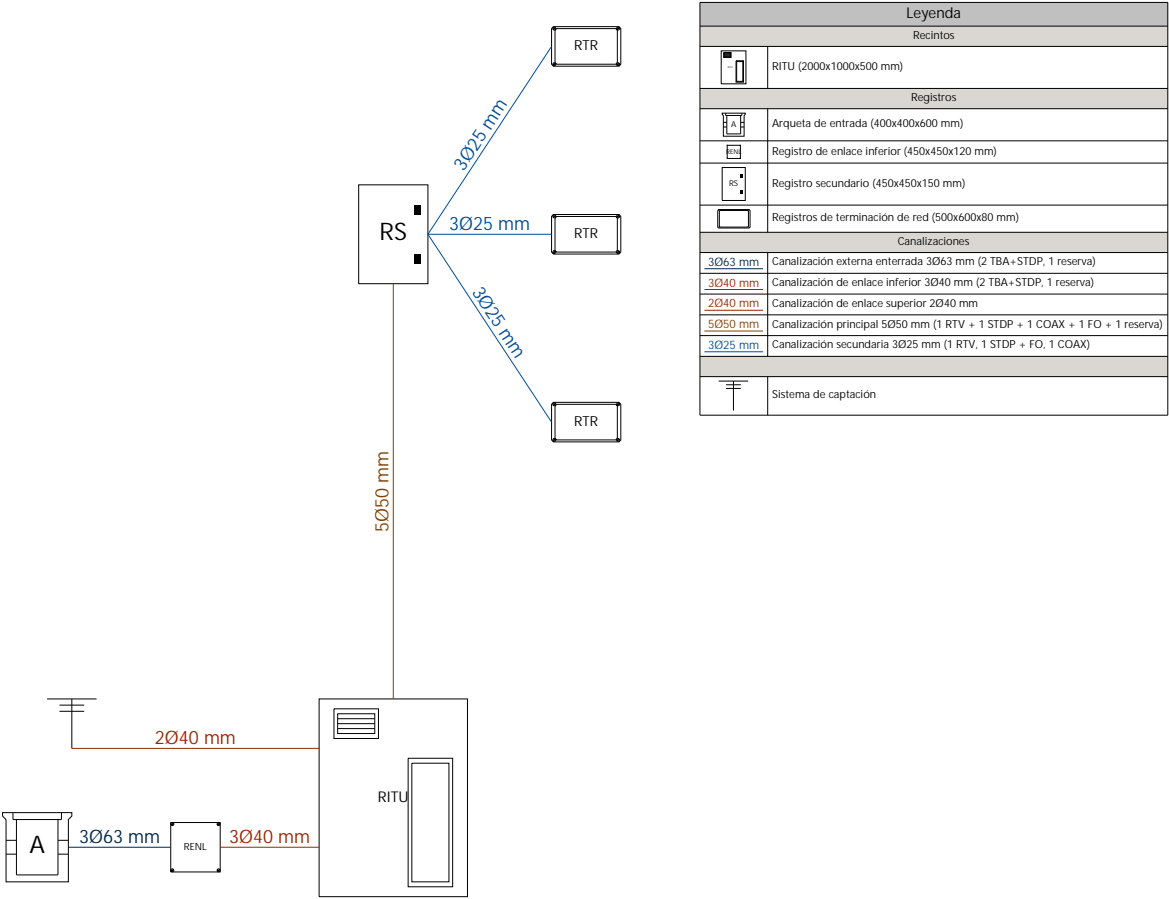 RTR
3Ø25 mm
RS
3Ø25 mm
RTR
3Ø25 mm
RTR
5Ø50 mm
2Ø40 mm
RITU
A
3Ø63 mm
RENL
3Ø40 mm
Leyenda
Recintos
RITU (2000x1000x500 mm)
Registros
A
Arqueta de entrada (400x400x600 mm)
RENL
Registro de enlace inferior (450x450x120 mm)
RS
Registro secundario (450x450x150 mm)
Registros de terminación de red (500x600x80 mm)
Canalizaciones
3Ø63 mm Canalización externa enterrada 3Ø63 mm (2 TBA+STDP, 1 reserva)
3Ø40 mm Canalización de enlace inferior 3Ø40 mm (2 TBA+STDP, 1 reserva)
2Ø40 mm Canalización de enlace superior 2Ø40 mm
5Ø50 mm Canalización principal 5Ø50 mm (1 RTV + 1 STDP + 1 COAX + 1 FO + 1 reserva)
3Ø25 mm Canalización secundaria 3Ø25 mm (1 RTV, 1 STDP + FO, 1 COAX)
Sistema de captación